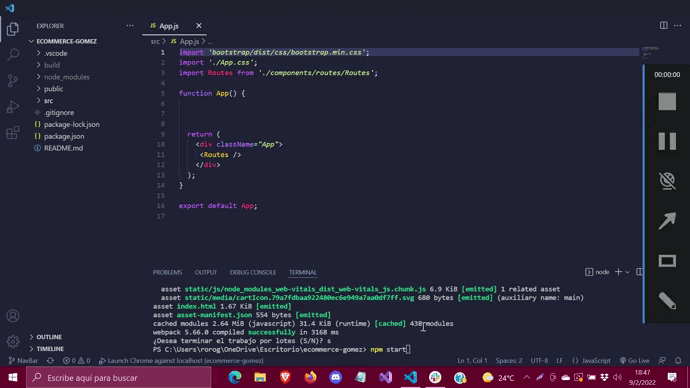 EXPLORER
ECOMMERCE-GOMEZ
.vscode
build
node_modules
public
src
.gitignore
package-lock.json
package.json
README.md
OUTLINE
TIMELINE
JS App.js
src > JS App.js > ...
1 import 'bootstrap/dist/css/bootstrap.min.css';
2 import './App.css';
3 import Routes from './components/routes/Routes';
4
5 function App() {
6
7
8
9 return (
10 <div className="App">
11 <Routes />
12 </div>
13 );
14 }
15
16 export default App;
17
00:00:00
PROBLEMS OUTPUT DEBUG CONSOLE TERMINAL
node
asset static/js/node_modules_web-vitals_dist_web-vitals_js.chunk.js 6.9 KiB [emitted] 1 related asset
asset static/media/cartIcon.79a7fdbaa922480ec6e949a7aa0df7ff.svg 680 bytes [emitted] (auxiliary name: main)
asset index.html 1.67 KiB [emitted]
asset asset-manifest.json 554 bytes [emitted]
cached modules 2.64 MiB (javascript) 31.4 KiB (runtime) [cached] 438 modules
webpack 5.66.0 compiled successfully in 3168 ms
¿Desea terminar el trabajo por lotes (S/N)? s
PS C:\Users\rorog\OneDrive\Escritorio\ecommerce-gomez> npm start
NavBar 0 0 Launch Chrome against localhost (ecommerce-gomez) Ln 1, Col 1 Spaces: 2 UTF-8 LF {} JavaScript Go Live
Escribe aquí para buscar
24°C
18:47
9/2/2022